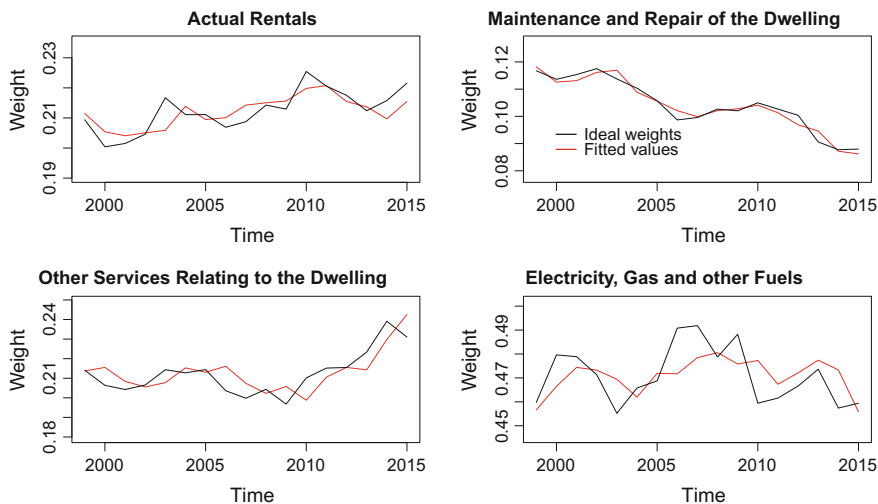 Actual Rentals
Weight
0.23
0.21
0.19
2000 2005 2010 2015
Time
Maintenance and Repair of the Dwelling
Weight
0.12
0.10
0.08
Ideal weights
Fitted values
2000 2005 2010 2015
Time
Other Services Relating to the Dwelling
Weight
0.24
0.21
0.18
2000 2005 2010 2015
Time
Electricity, Gas and other Fuels
Weight
0.49
0.47
0.45
2000 2005 2010 2015
Time